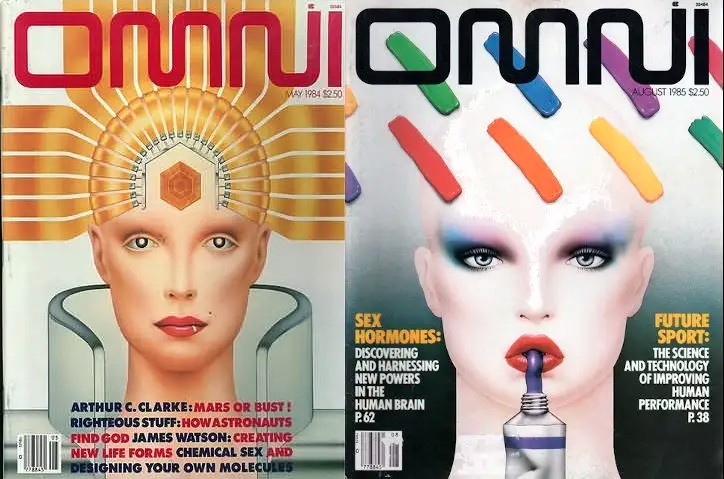 OMNI
MAY 1984 $2.50
ARTHUR C. CLARKE: MARS OR BUST!
RIGHTEOUS STUFF: HOW ASTRONAUTS
FIND GOD JAMES WATSON: CREATING
NEW LIFE FORMS CHEMICAL SEX AND
DESIGNING YOUR OWN MOLECULES
05
OMNI
AUGUST 1985 $2.50
SEX
HORMONES:
DISCOVERING
AND HARNESSING
NEW POWERS
IN THE
HUMAN BRAIN
P. 62
FUTURE
SPORT:
THE SCIENCE
AND TECHNOLOGY
OF IMPROVING
HUMAN
PERFORMANCE
P. 38
08